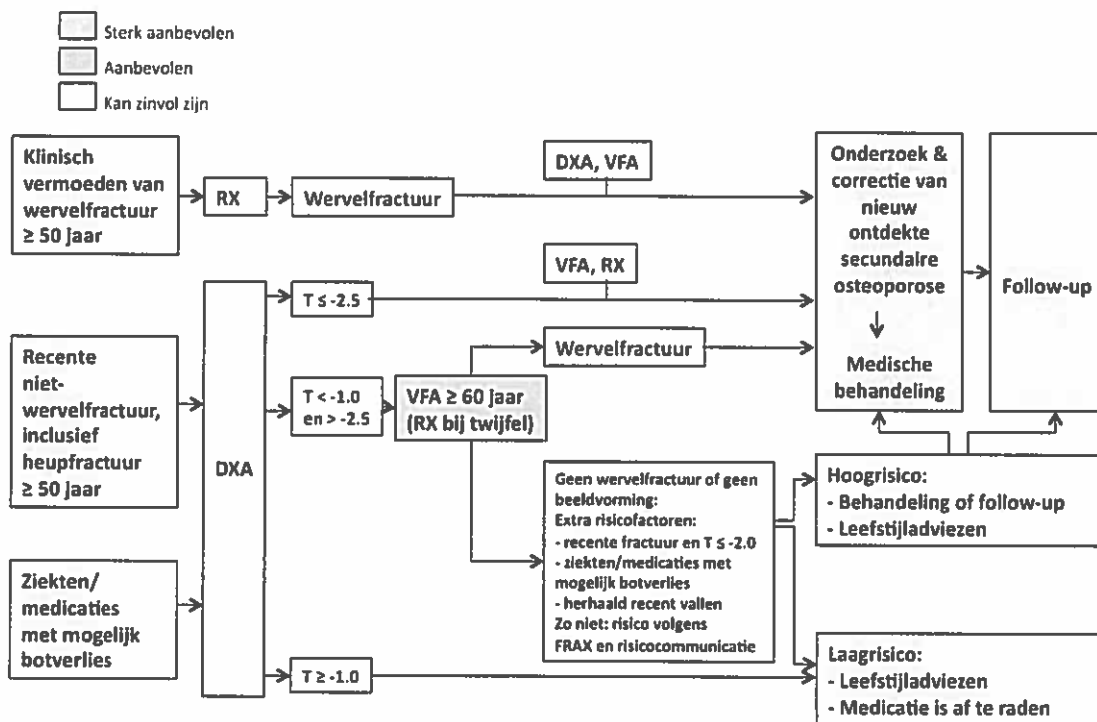 Sterk aanbevolen
Aanbevolen
Kan zinvol zijn
Klinisch
vermoeden van
wervelfractuur
≥ 50 jaar
RX
Wervelfractuur
DXA, VFA
Onderzoek &
correctie van
nieuw
ontdekte
secundaire
osteoporose
Medische
behandeling
Follow-up
VFA, RX
T ≤ -2.5
Wervelfractuur
Recente
niet-
wervelfractuur,
inclusief
heupfractuur
≥ 50 jaar
DXA
T < -1.0
en > -2.5
VFA ≥ 60 jaar
(RX bij twijfel)
Geen wervelfractuur of geen
beeldvorming:
Extra risicofactoren:
- recente fractuur en T ≤ -2.0
- ziekten/medicaties met
mogelijk botverlies
- herhaald recent vallen
Zo niet: risico volgens
FRAX en risicocommunicatie
Hoogrisico:
- Behandeling of follow-up
- Leefstijladviezen
Ziekten/
medicaties
met mogelijk
botverlies
T ≥ -1.0
Laagrisico:
- Leefstijladviezen
- Medicatie is af te raden